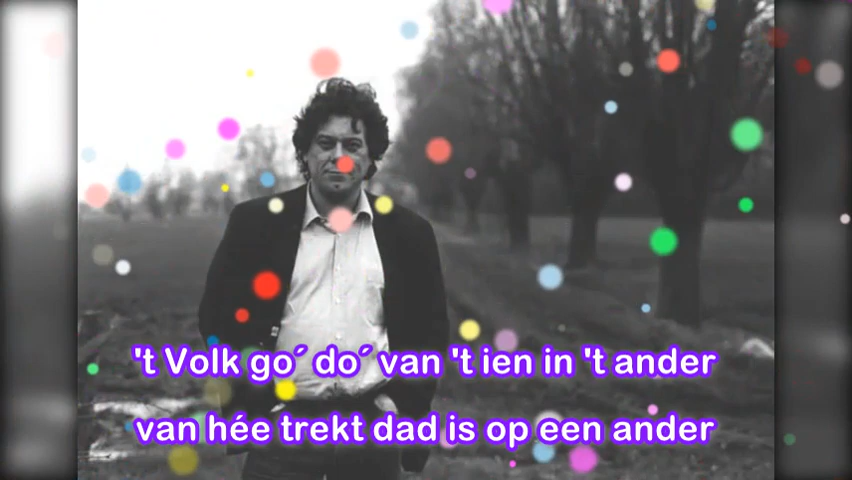 't Volk go´ do´ van 't ien in 't ander
van hée trekt dad is op een ander